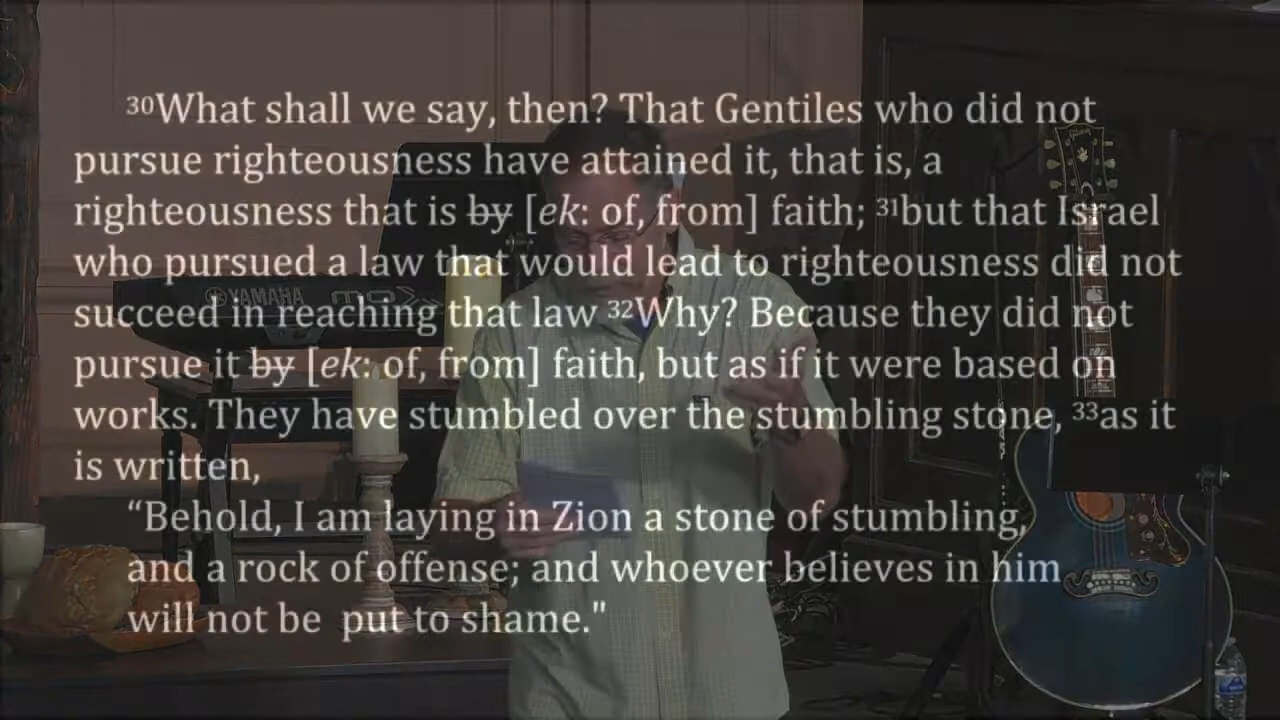 ³⁰What shall we say, then? That Gentiles who did not
pursue righteousness have attained it, that is, a
righteousness that is by [ek: of, from] faith; ³¹but that Israel
who pursued a law that would lead to righteousness did not
succeed in reaching that law ³²Why? Because they did not
pursue it by [ek: of, from] faith, but as if it were based on
works. They have stumbled over the stumbling stone, ³³as it
is written,
“Behold, I am laying in Zion a stone of stumbling,
and a rock of offense; and whoever believes in him
will not be put to shame."
YAMAHA
Gibson